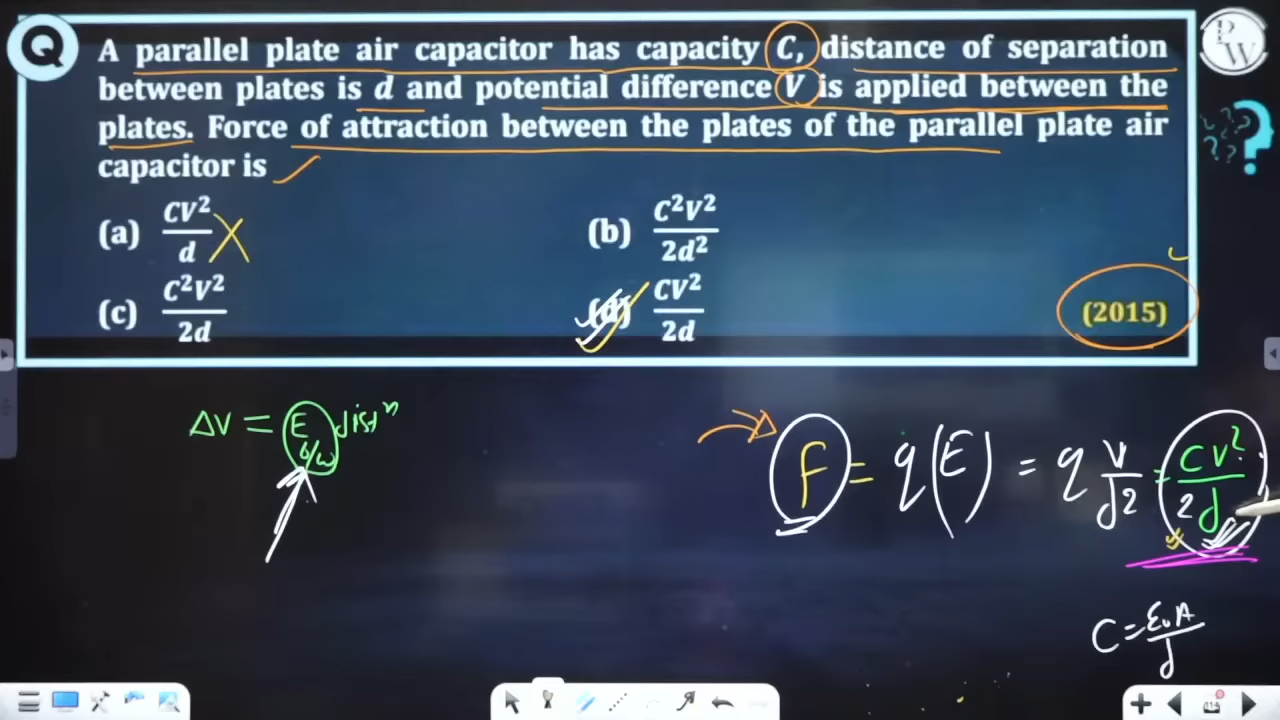 Q
A parallel plate air capacitor has capacity C, distance of separation
between plates is d and potential difference V is applied between the
plates. Force of attraction between the plates of the parallel plate air
capacitor is
(a) CV²/d
(b) C²V²/2d²
(c) C²V²/2d
(d) CV²/2d
(2015)
PW
ΔV = E b/w distⁿ
F = q(E) = q V/d2 = CV²/2d
C = ε₀A/d